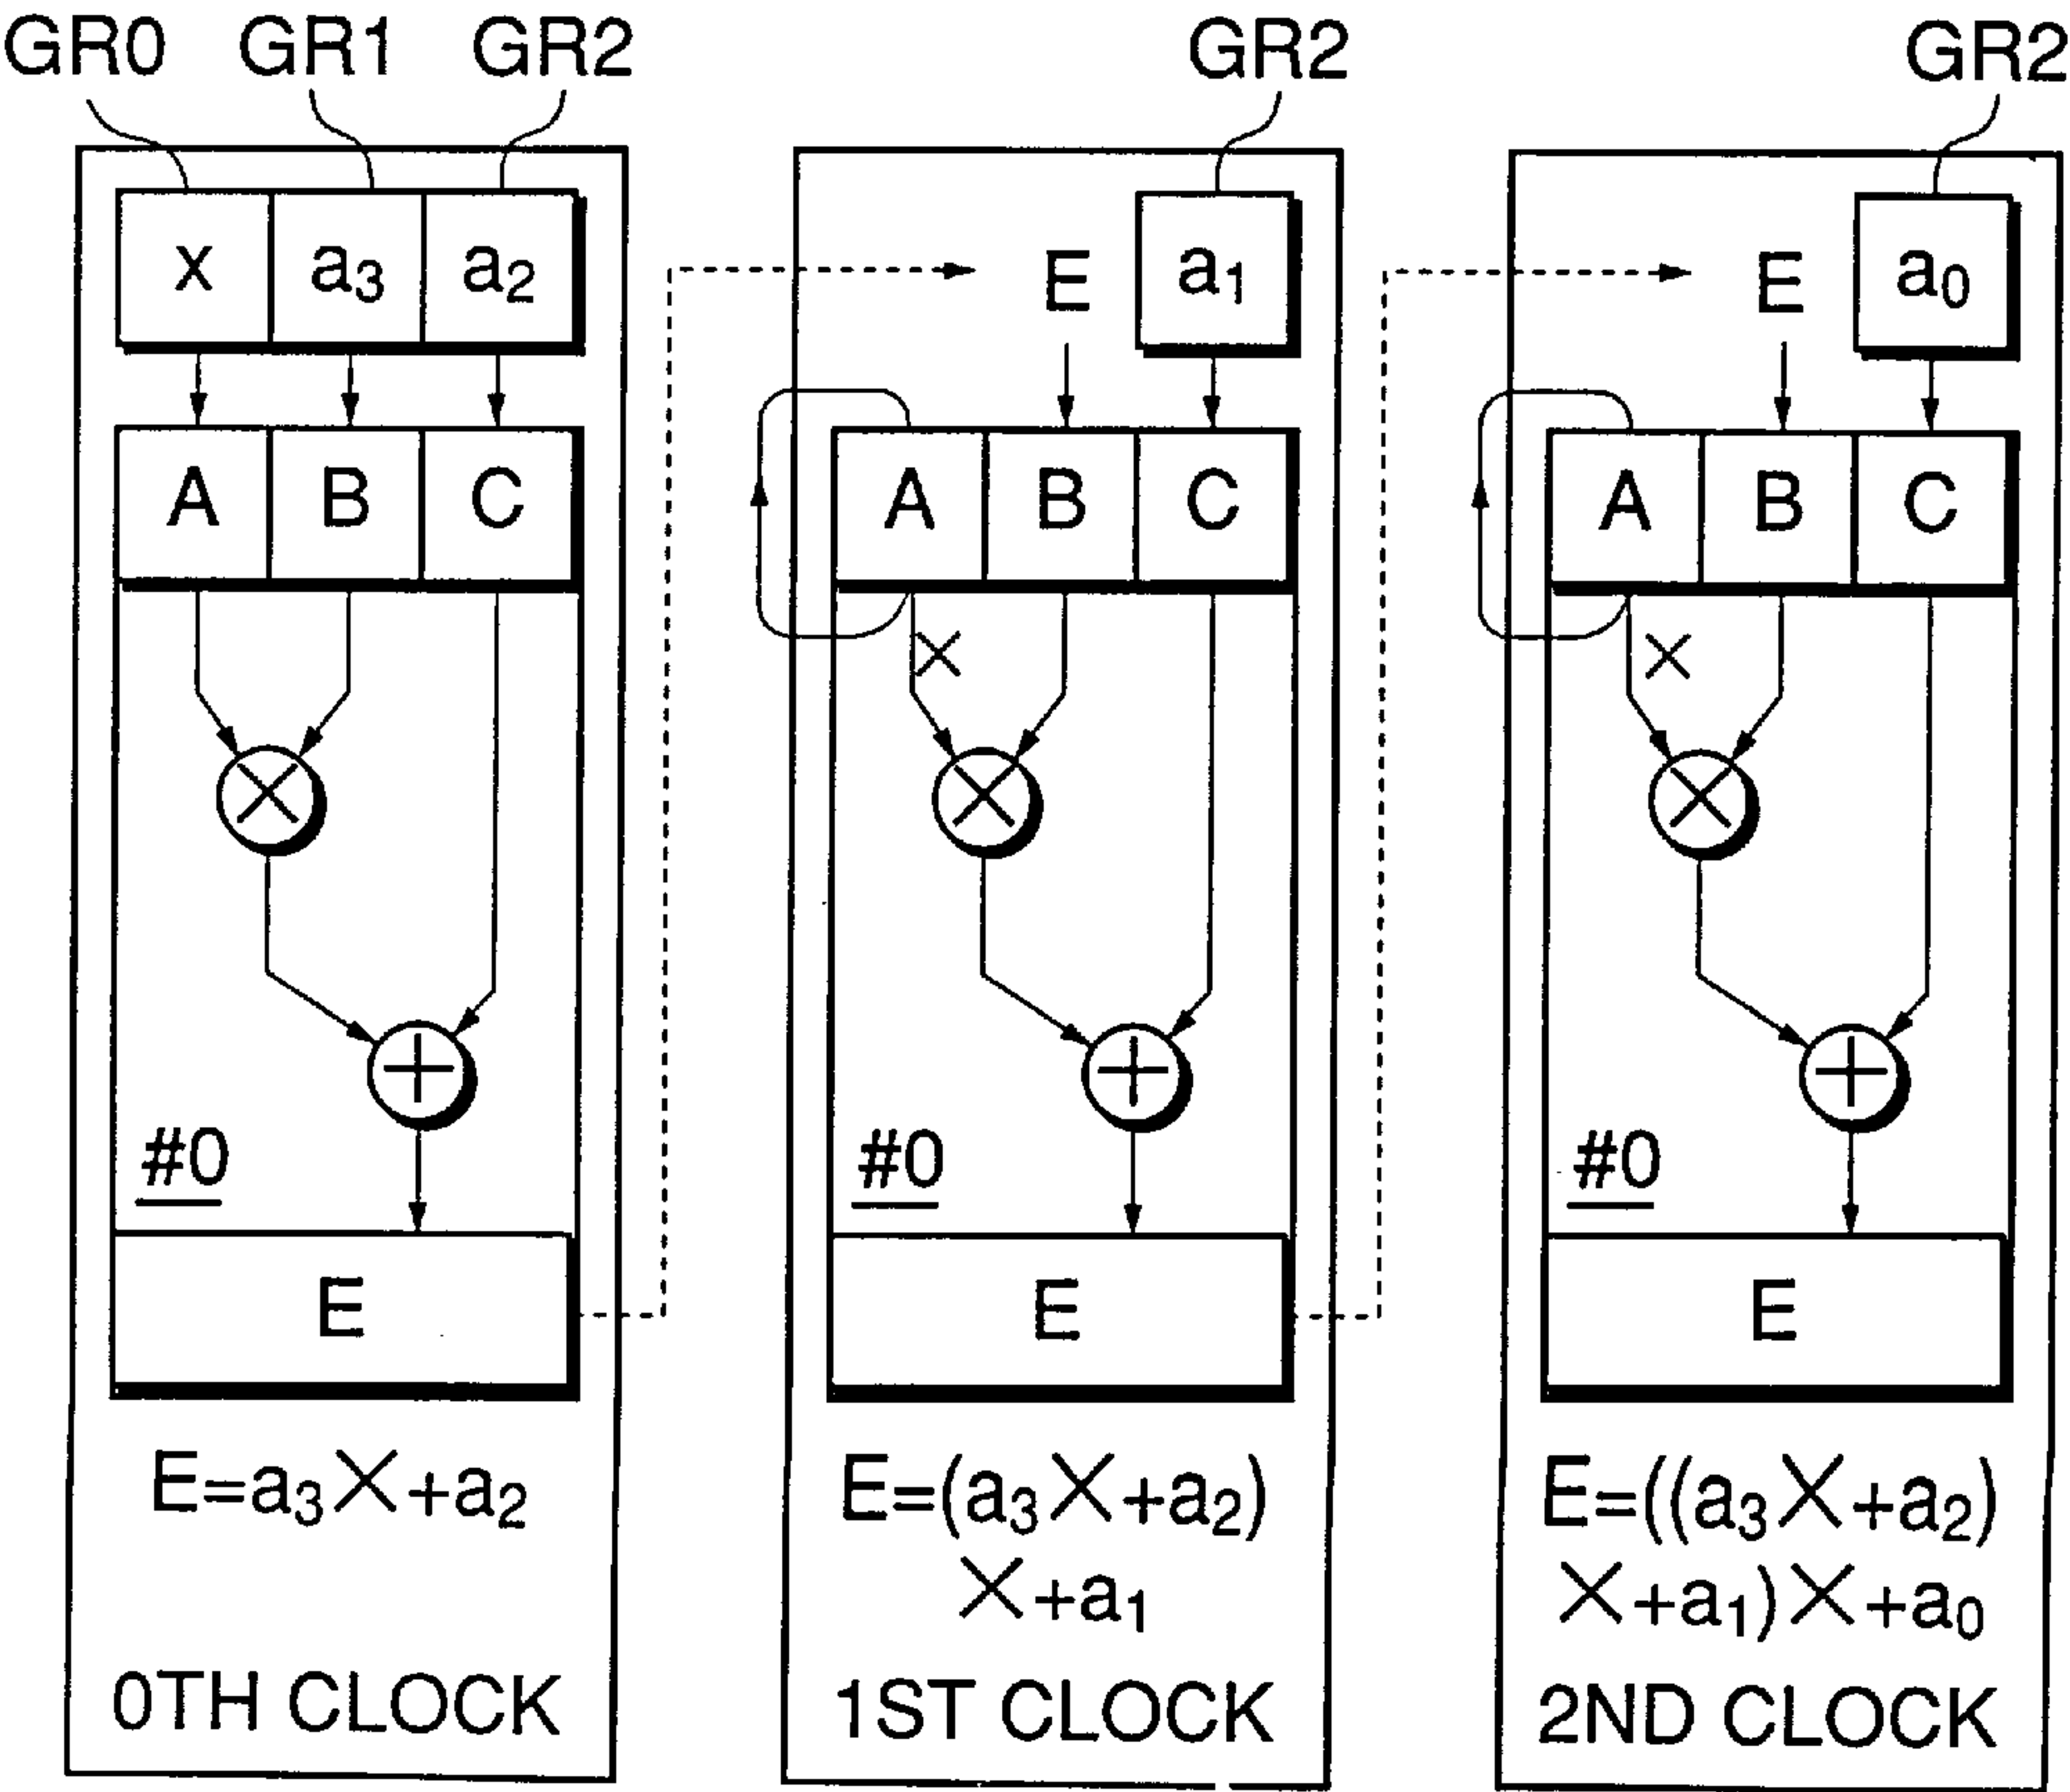 GR0 GR1 GR2
x a₃ a₂
A B C
×
+
#0
E
E=a₃X+a₂
0TH CLOCK
GR2
E a₁
A B C
X
×
+
#0
E
E=(a₃X+a₂)
X+a₁
1ST CLOCK
GR2
E a₀
A B C
X
×
+
#0
E
E=((a₃X+a₂)
X+a₁)X+a₀
2ND CLOCK